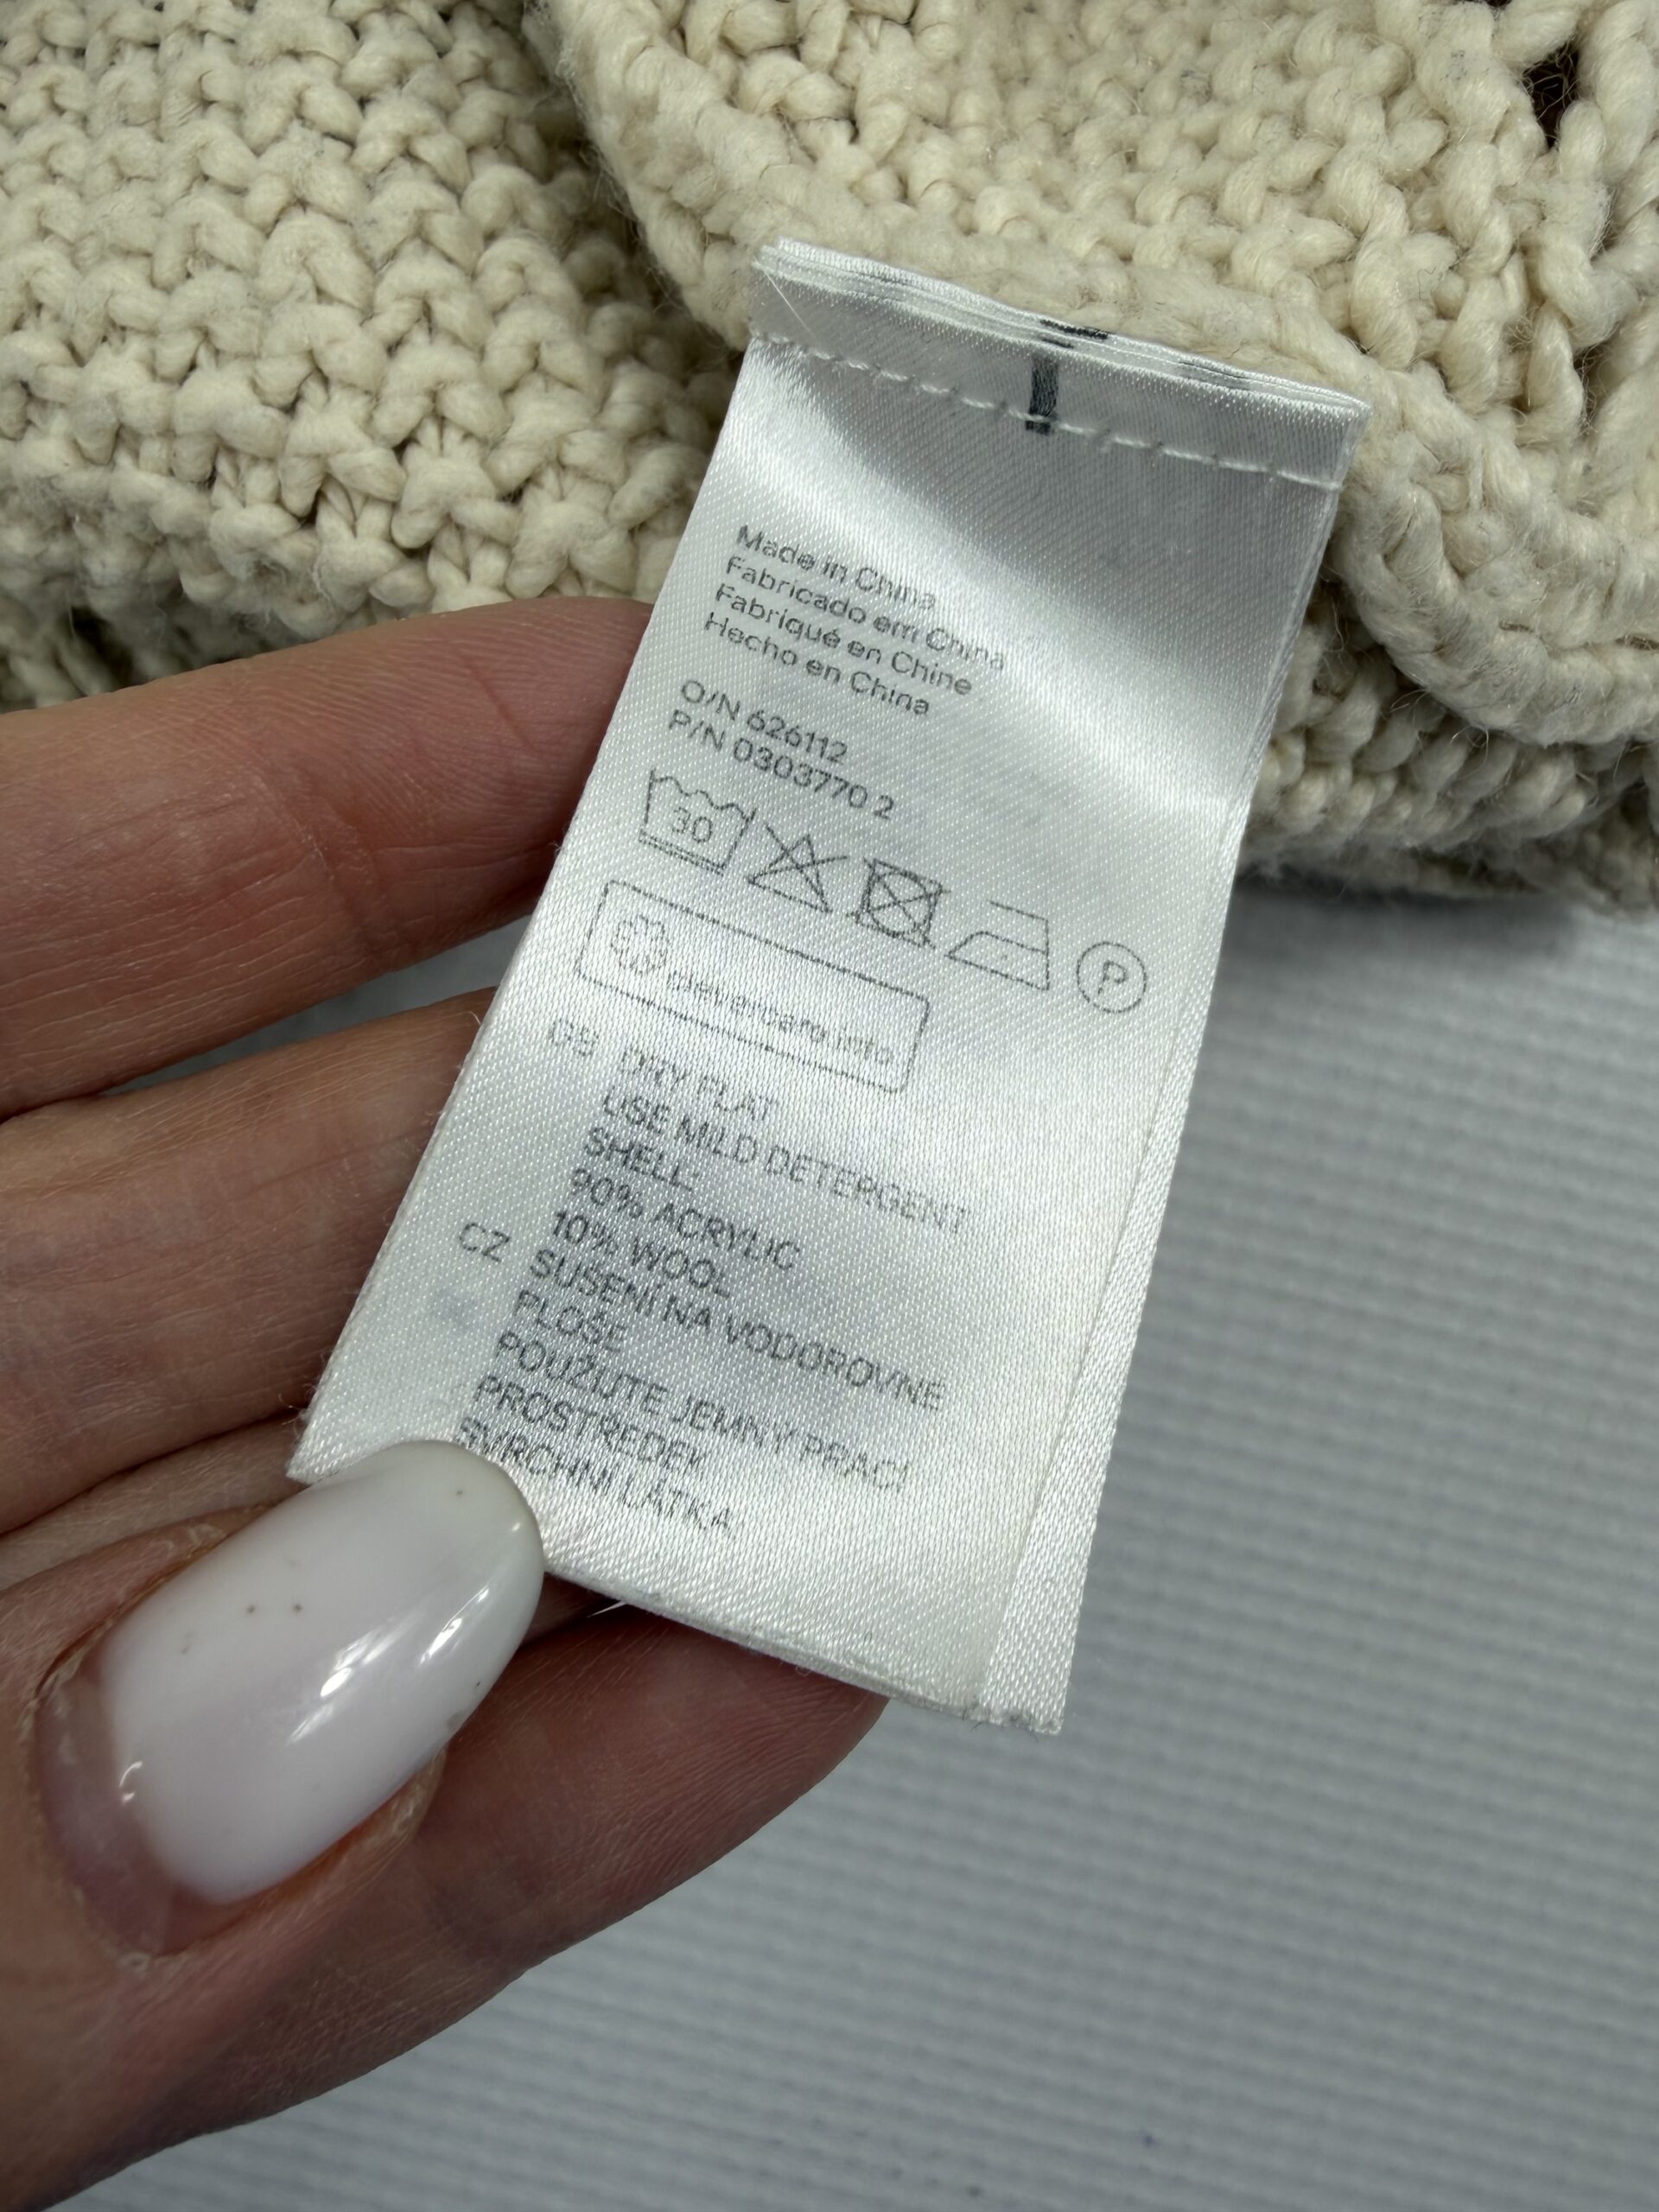 Made in China
Fabricado em China
Fabriqué en Chine
Hecho en China
O/N 626112
P/N 0303770 2
30
P
clevercare.info
GB DRY FLAT
USE MILD DETERGENT
SHELL:
90% ACRYLIC
10% WOOL
CZ SUŠENÍ NA VODOROVNÉ
PLOŠE
POUŽIJTE JEMNÝ PRACÍ
PROSTŘEDEK
SVRCHNÍ LÁTKA